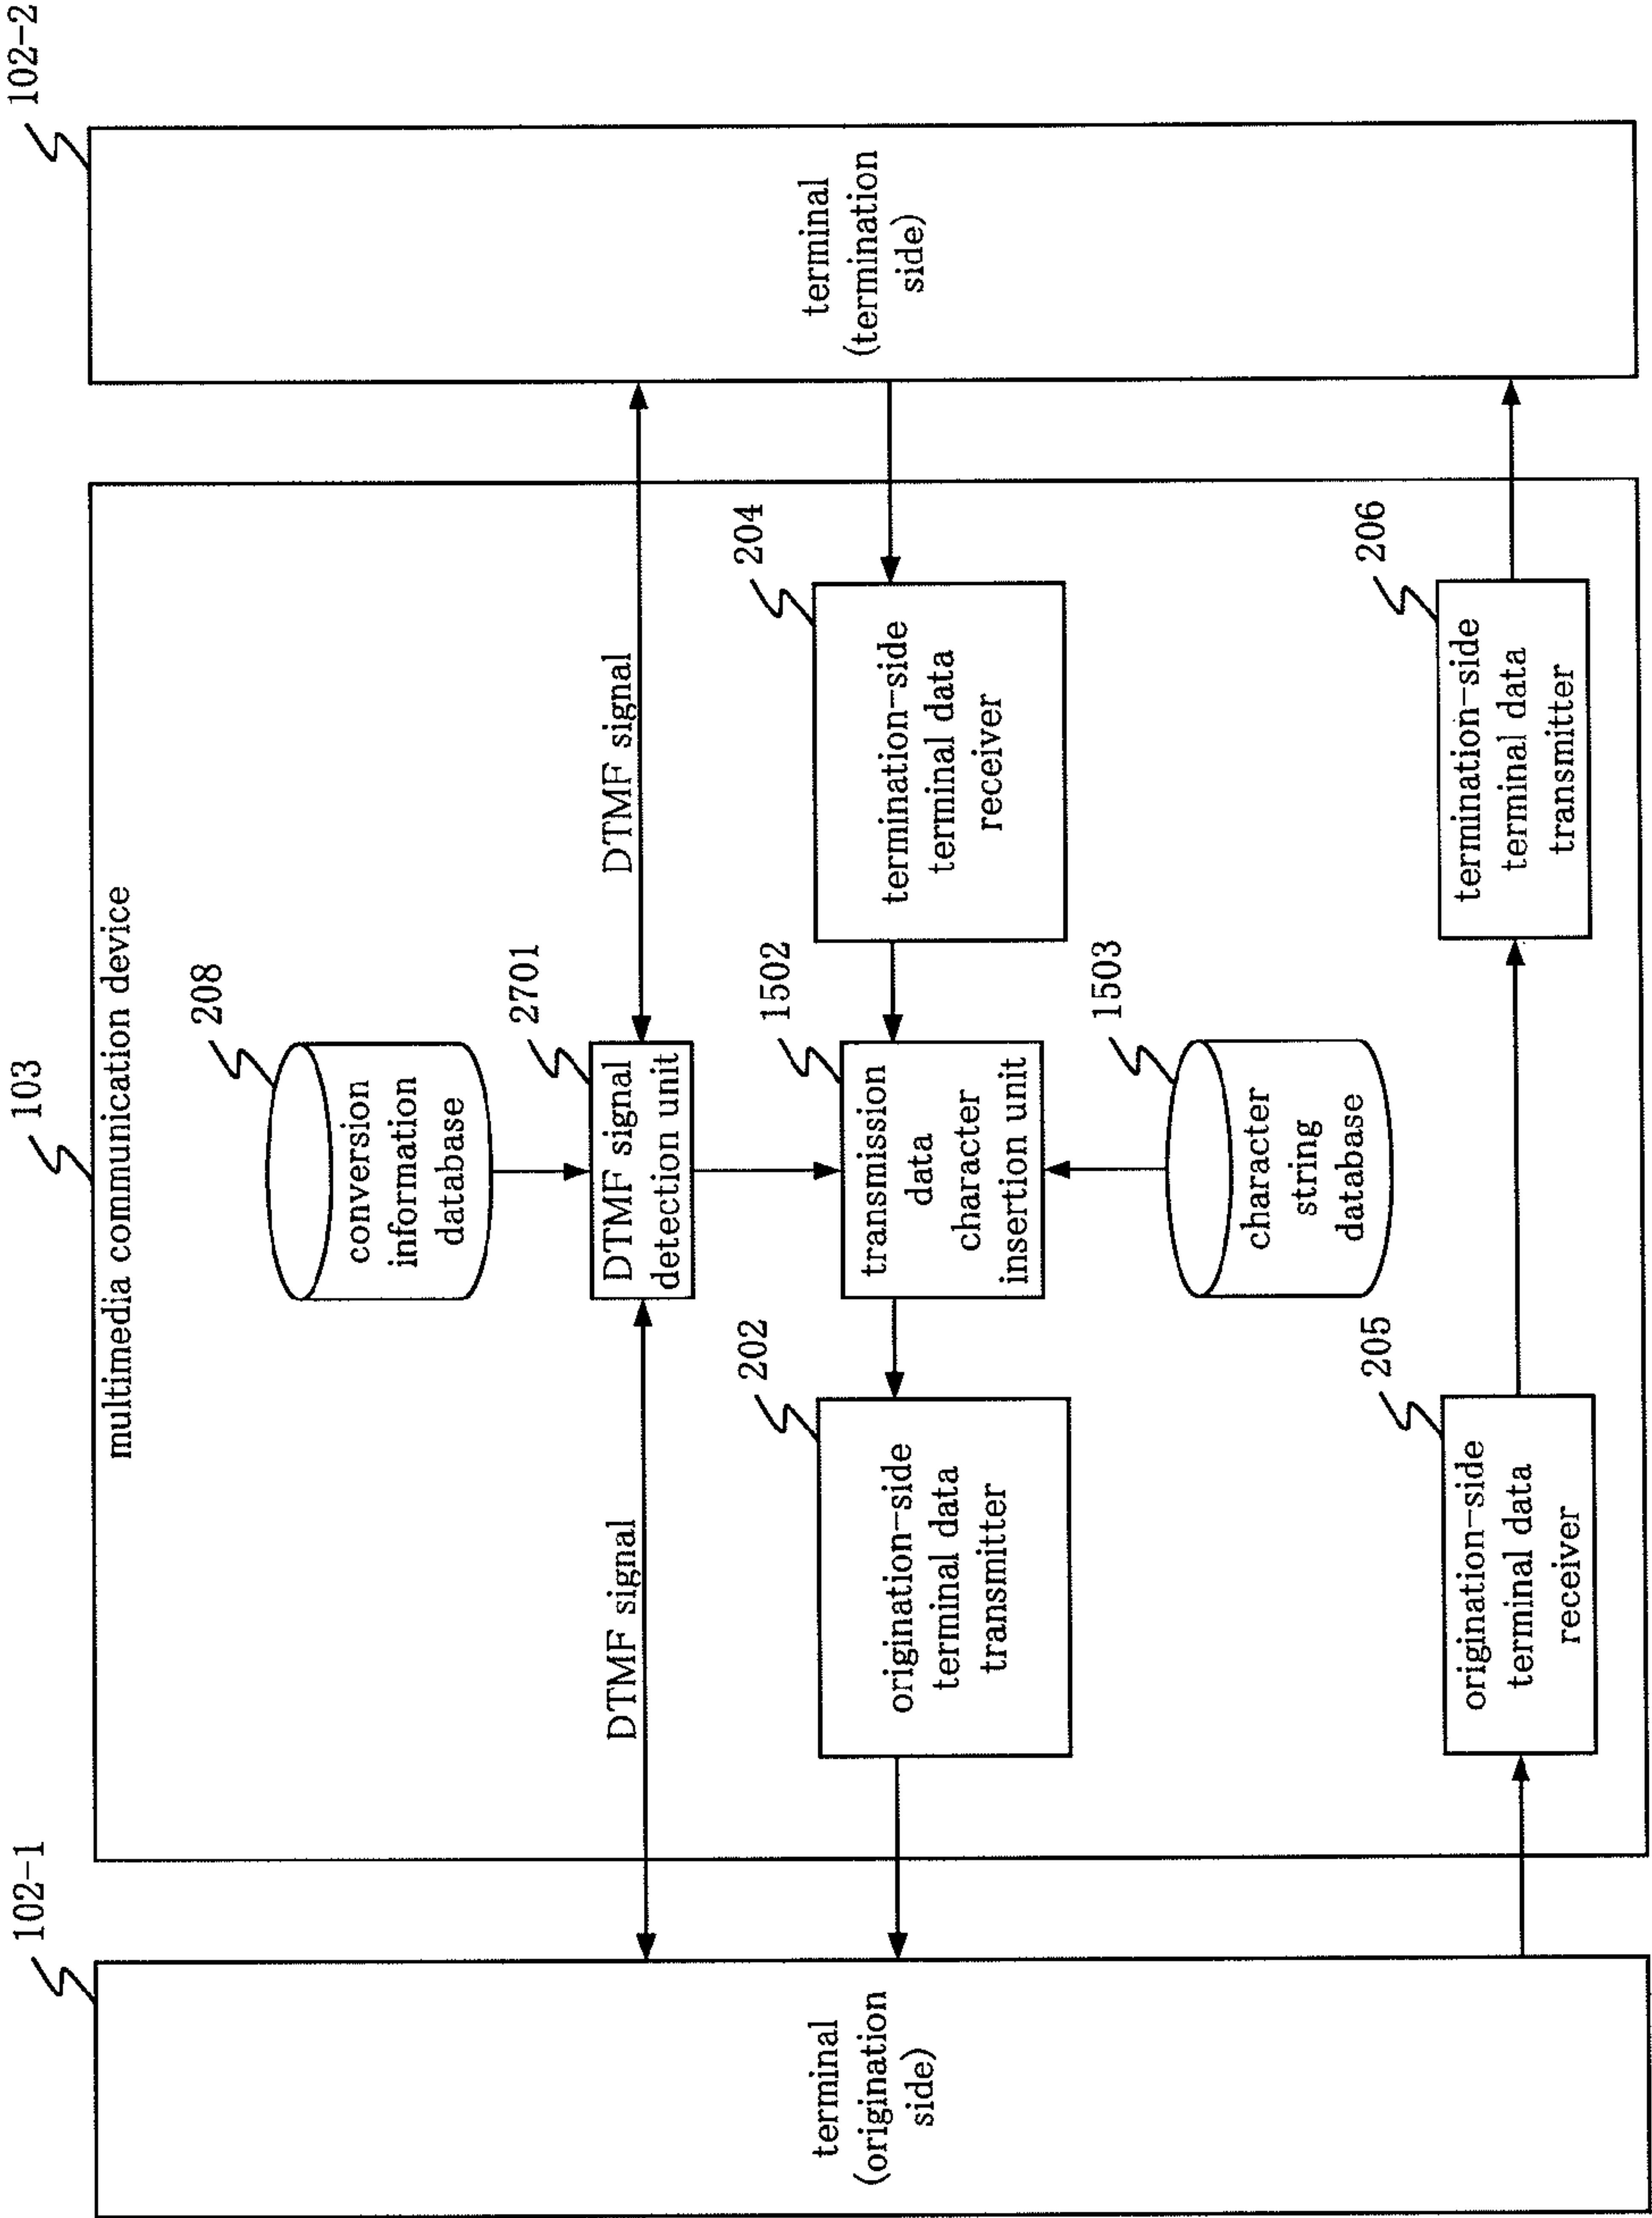 103
multimedia communication device
102-1
102-2
terminal
(origination
side)
terminal
(termination
side)
208
conversion
information
database
2701
DTMF signal
detection unit
DTMF signal
DTMF signal
202
origination-side
terminal data
transmitter
1502
transmission
data
character
insertion unit
204
termination-side
terminal data
receiver
1503
character
string
database
205
origination-side
terminal data
receiver
206
termination-side
terminal data
transmitter